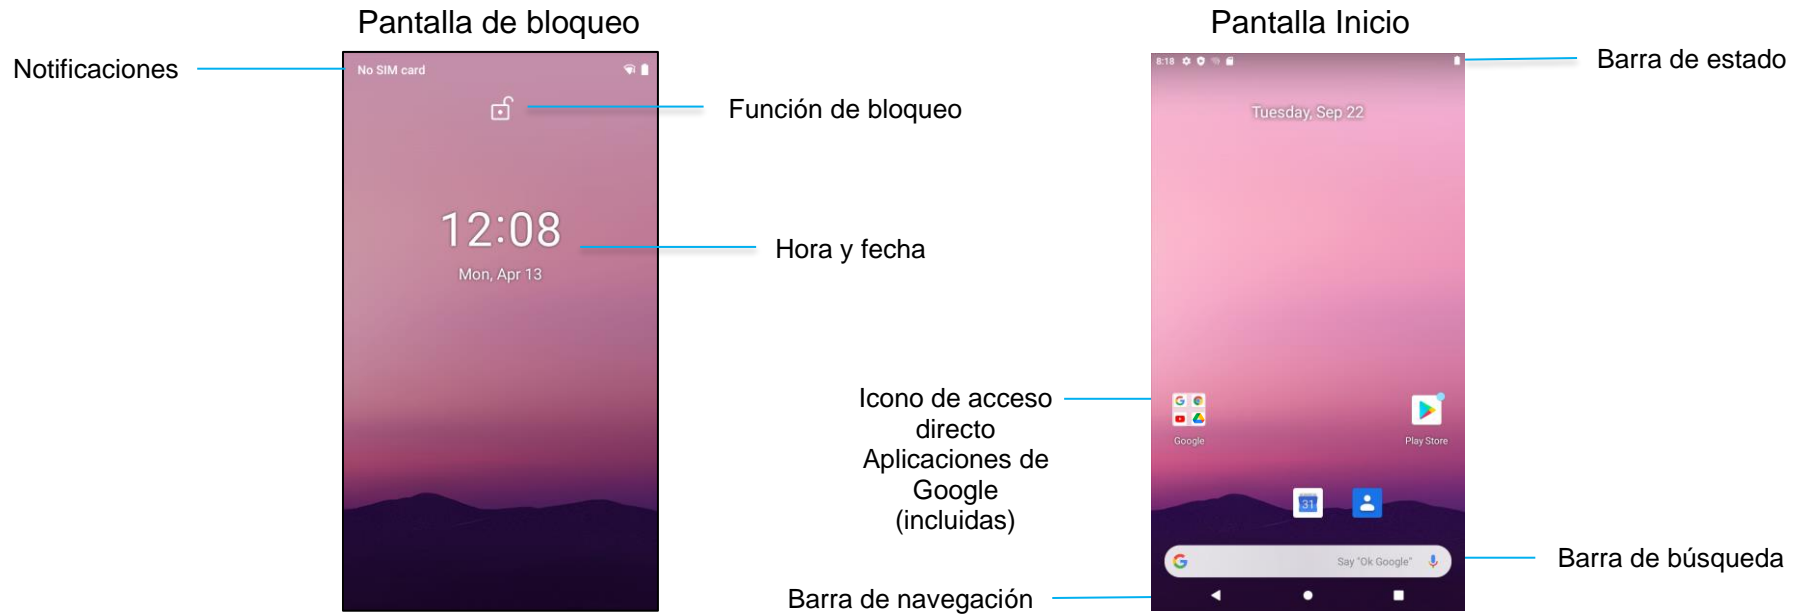 Pantalla de bloqueo
Notificaciones
No SIM card
Función de bloqueo
12:08
Mon, Apr 13
Hora y fecha
Pantalla Inicio
8:18
Barra de estado
Tuesday, Sep 22
Icono de acceso
directo
Aplicaciones de
Google
(incluidas)
Google
Play Store
31
Say "Ok Google"
Barra de búsqueda
Barra de navegación